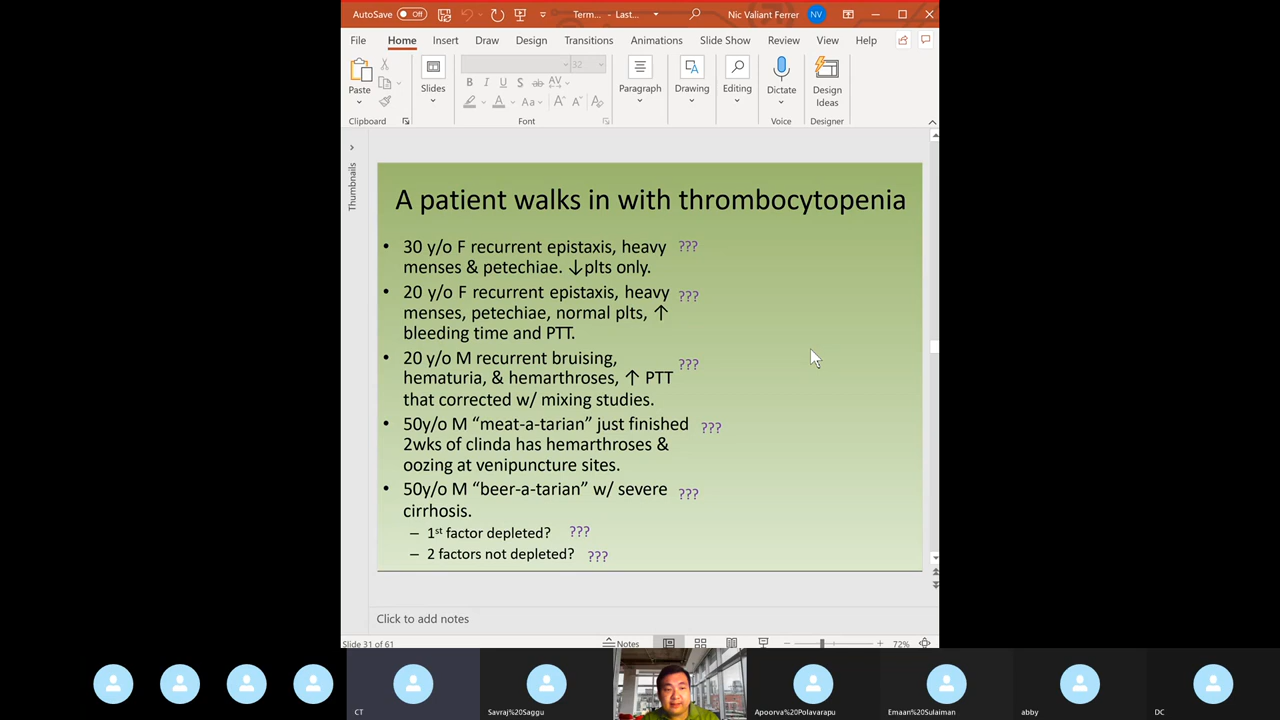 AutoSave Off Term... - Last... Nic Valiant Ferrer NV
File Home Insert Draw Design Transitions Animations Slide Show Review View Help
32
B I U S ab AV
Aa A A
Paste Slides Paragraph Drawing Editing Dictate Design Ideas
Clipboard Font Voice Designer
Thumbnails
A patient walks in with thrombocytopenia
• 30 y/o F recurrent epistaxis, heavy ???
menses & petechiae. ↓plts only.
• 20 y/o F recurrent epistaxis, heavy ???
menses, petechiae, normal plts, ↑
bleeding time and PTT.
• 20 y/o M recurrent bruising, ???
hematuria, & hemarthroses, ↑ PTT
that corrected w/ mixing studies.
• 50y/o M “meat-a-tarian” just finished ???
2wks of clinda has hemarthroses &
oozing at venipuncture sites.
• 50y/o M “beer-a-tarian” w/ severe ???
cirrhosis.
– 1st factor depleted? ???
– 2 factors not depleted? ???
Click to add notes
Slide 31 of 61 Notes 72%
CT Savraj%20Saggu Apoorva%20Polavarapu Emaan%20Sulaiman abby DC